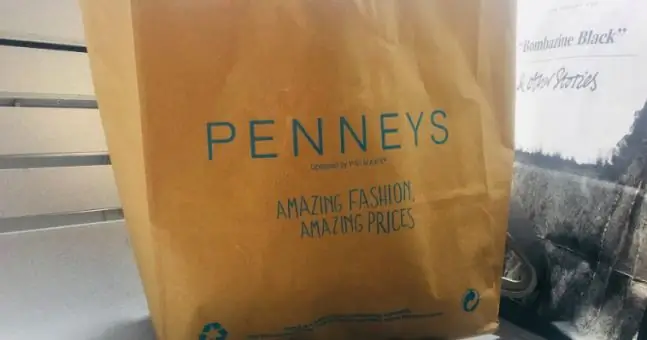 PENNEYS
AMAZING FASHION,
AMAZING PRICES
"Bombazine Black"
& other Stories